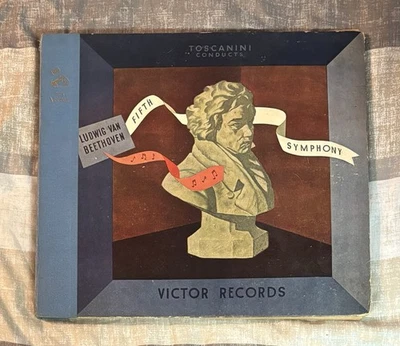 TOSCANINI
CONDUCTS
LUDWIG VAN
BEETHOVEN
FIFTH
SYMPHONY
VICTOR RECORDS